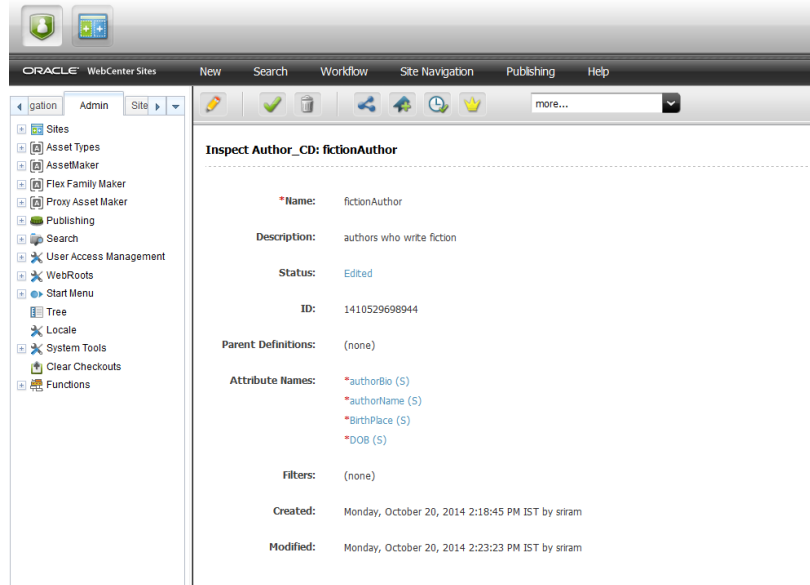 ORACLE WebCenter Sites
New Search Workflow Site Navigation Publishing Help
gation Admin Site
more...
Sites
Asset Types
AssetMaker
Flex Family Maker
Proxy Asset Maker
Publishing
Search
User Access Management
WebRoots
Start Menu
Tree
Locale
System Tools
Clear Checkouts
Functions
Inspect Author_CD: fictionAuthor
*Name: fictionAuthor
Description: authors who write fiction
Status: Edited
ID: 1410529698944
Parent Definitions: (none)
Attribute Names: *authorBio (S)
*authorName (S)
*BirthPlace (S)
*DOB (S)
Filters: (none)
Created: Monday, October 20, 2014 2:18:45 PM IST by sriram
Modified: Monday, October 20, 2014 2:23:23 PM IST by sriram